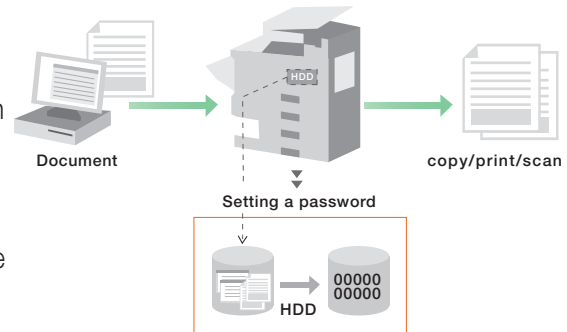 HDD
n
Document
copy/print/scan
Setting a password
e
00000
00000
HDD